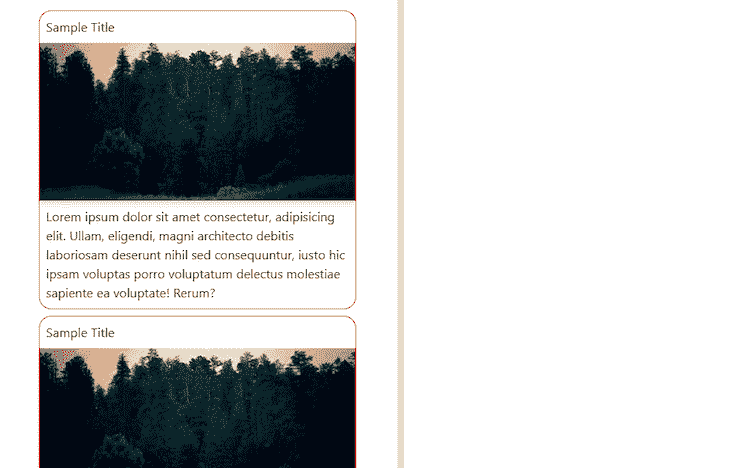 Sample Title
Lorem ipsum dolor sit amet consectetur, adipisicing
elit. Ullam, eligendi, magni architecto debitis
laboriosam deserunt nihil sed consequuntur, iusto hic
ipsam voluptas porro voluptatum delectus molestiae
sapiente ea voluptate! Rerum?
Sample Title